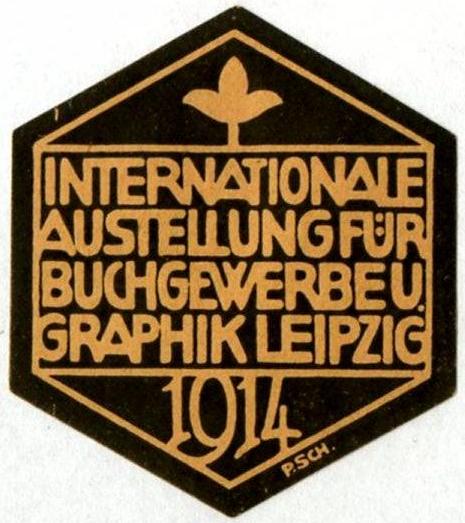 INTERNATIONALE
AUSTELLUNG FÜR
BUCHGEWERBE U.
GRAPHIK LEIPZIG
1914
P.SCH.